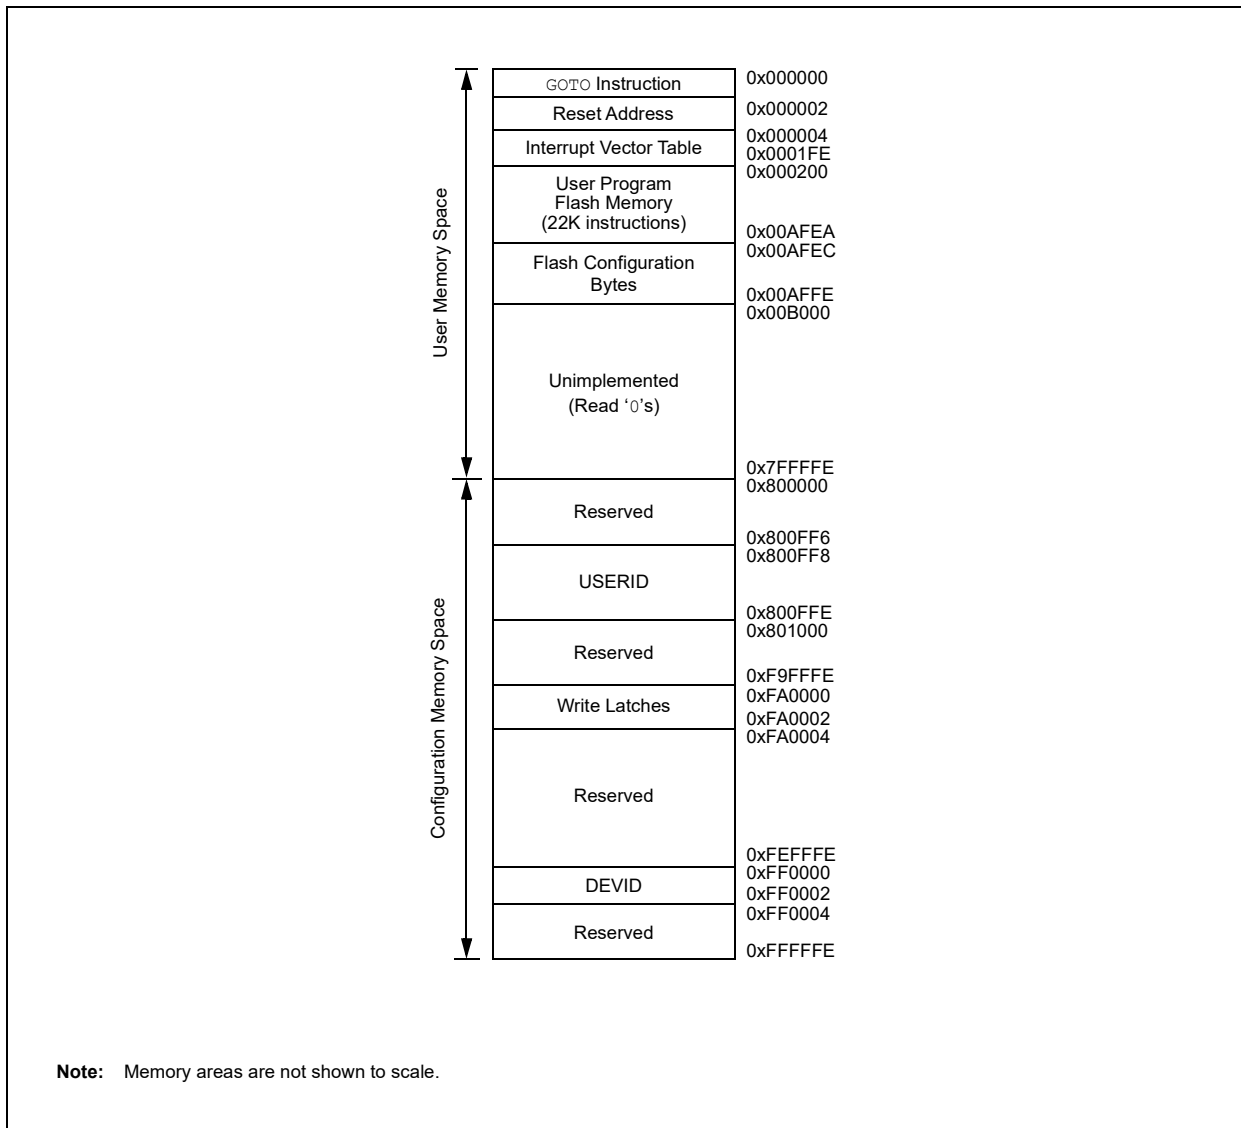 GOTO Instruction
0x000000
Reset Address
0x000002
Interrupt Vector Table
0x000004
0x0001FE
User Program
Flash Memory
(22K instructions)
0x000200
0x00AFEA
Flash Configuration
Bytes
0x00AFEC
0x00AFFE
Unimplemented
(Read ‘0’s)
0x00B000
0x7FFFFE
User Memory Space
Reserved
0x800000
0x800FF6
USERID
0x800FF8
0x800FFE
Reserved
0x801000
0xF9FFFE
Write Latches
0xFA0000
0xFA0002
Reserved
0xFA0004
0xFEFFFE
DEVID
0xFF0000
0xFF0002
Reserved
0xFF0004
0xFFFFFE
Configuration Memory Space
Note: Memory areas are not shown to scale.